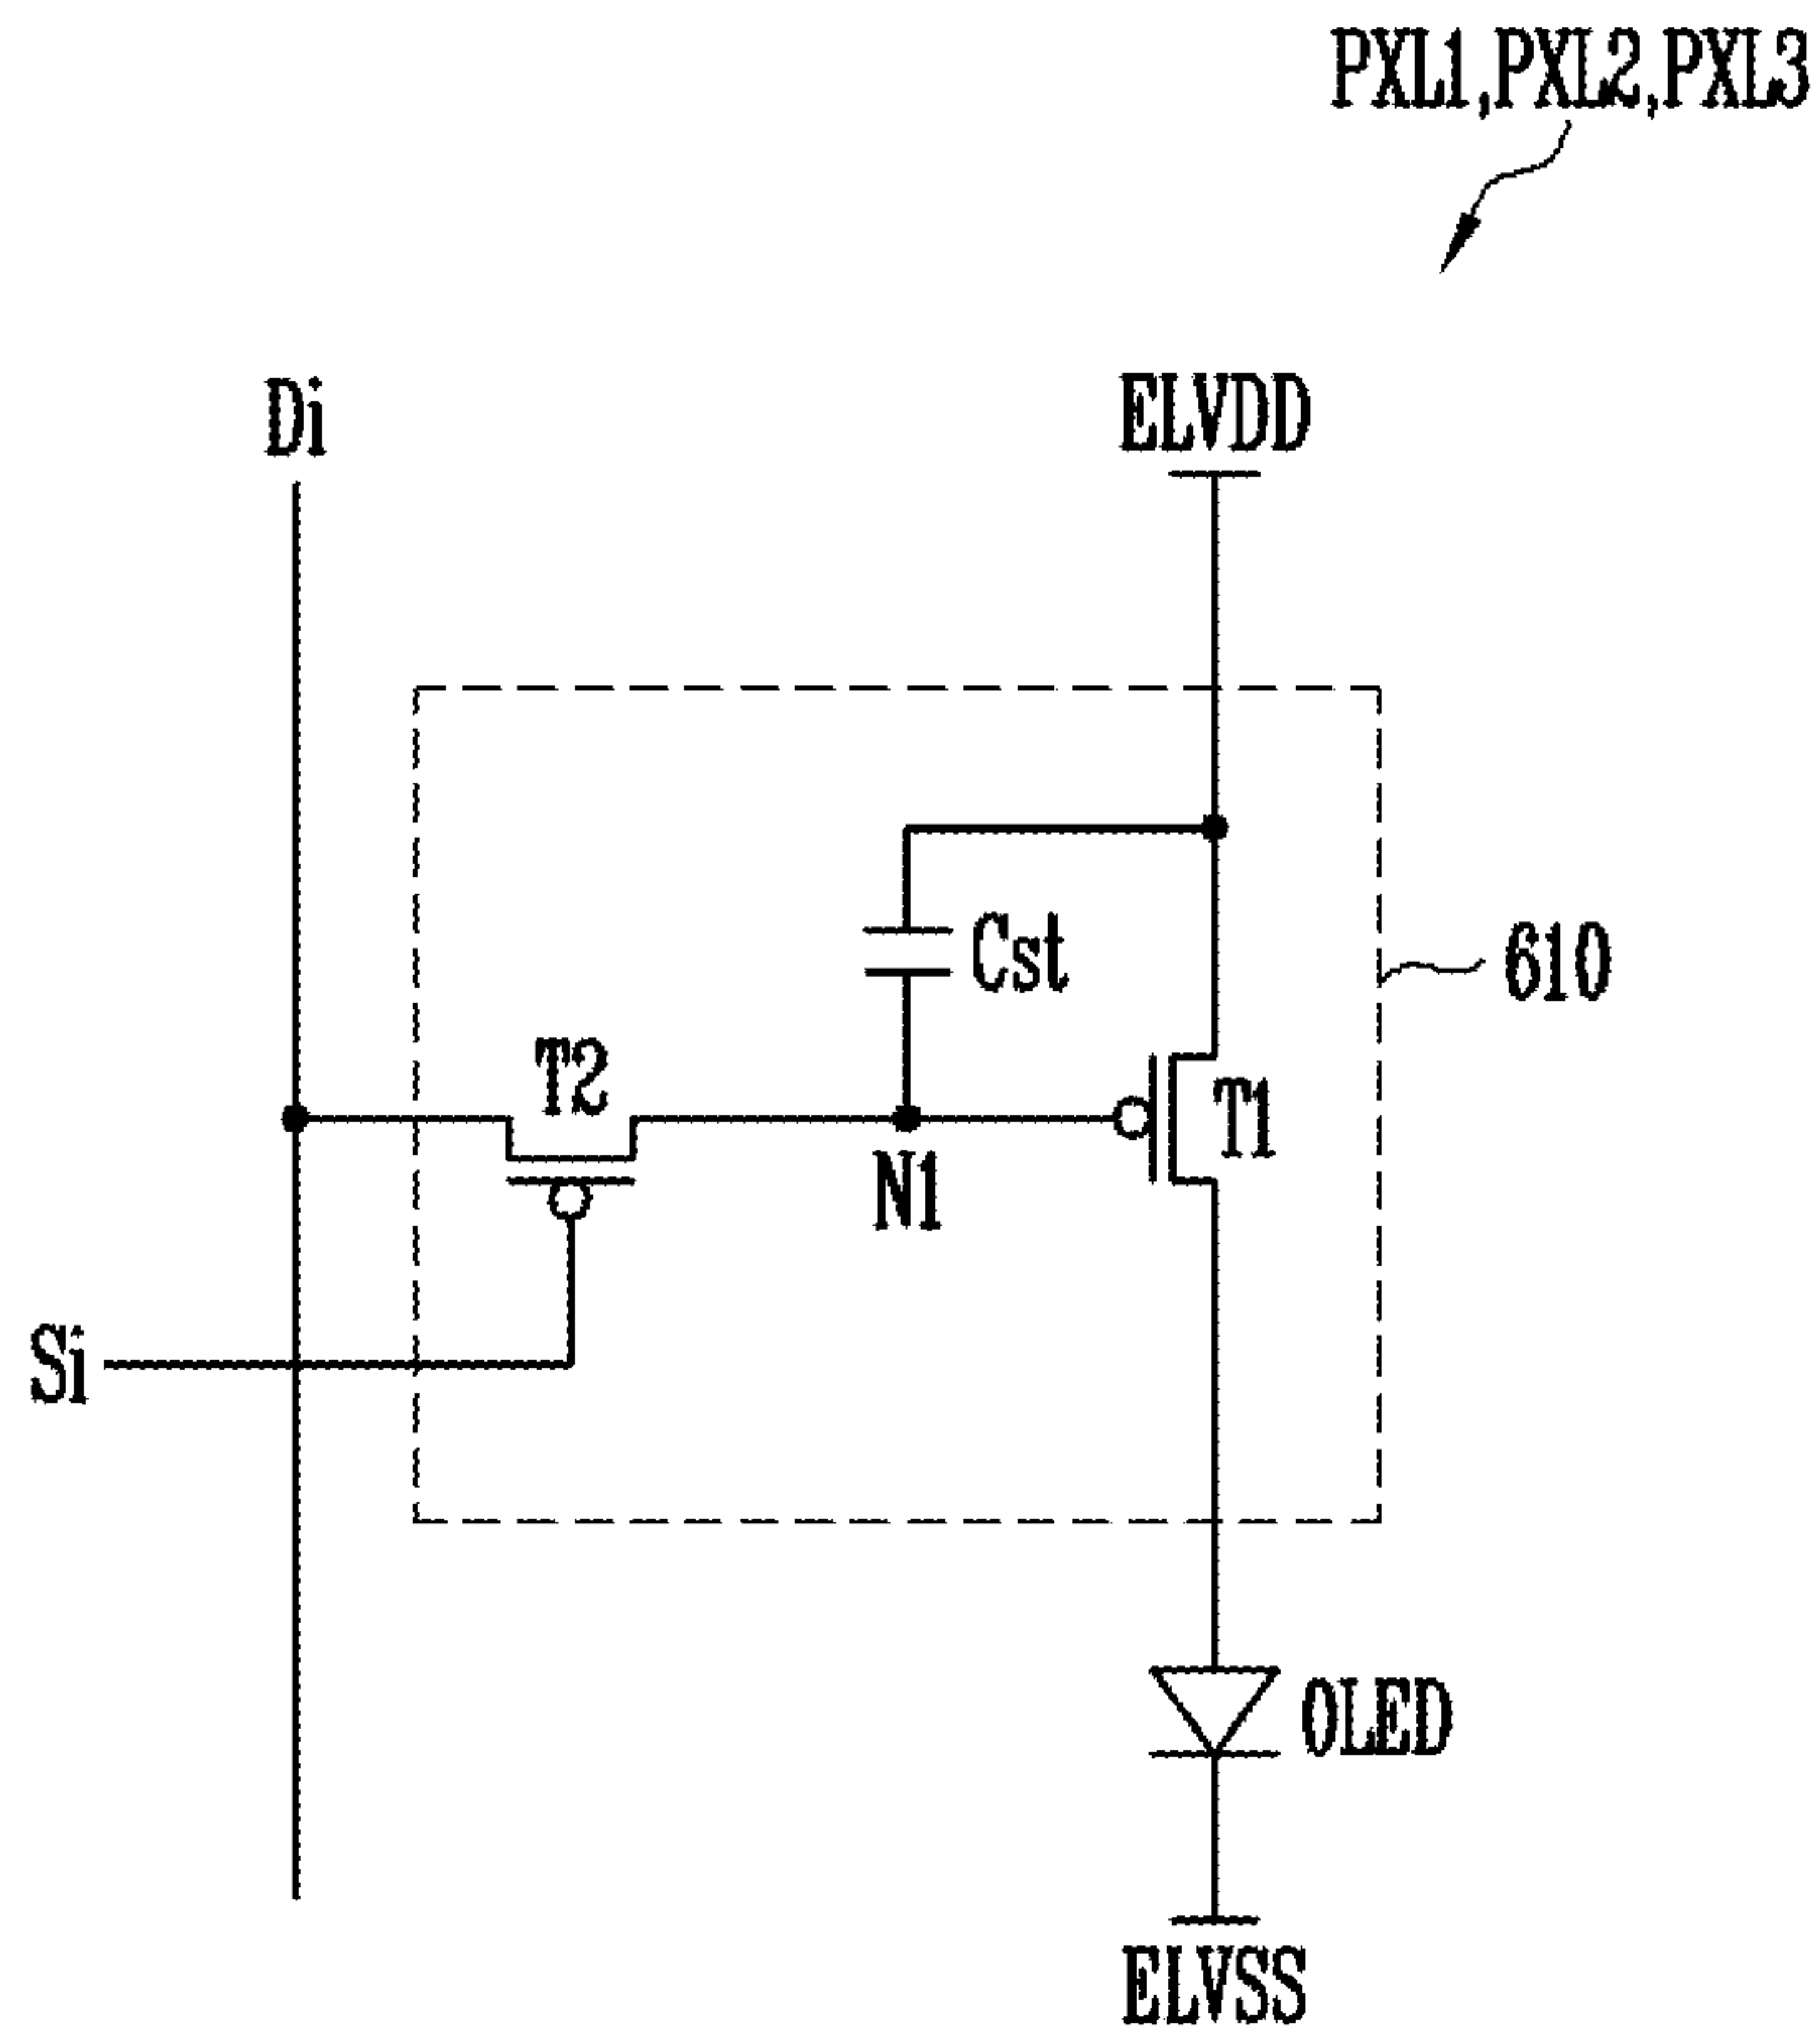 PXL1,PXL2,PXL3
Di
ELVDD
Cst
610
T2
T1
N1
Si
OLED
ELVSS